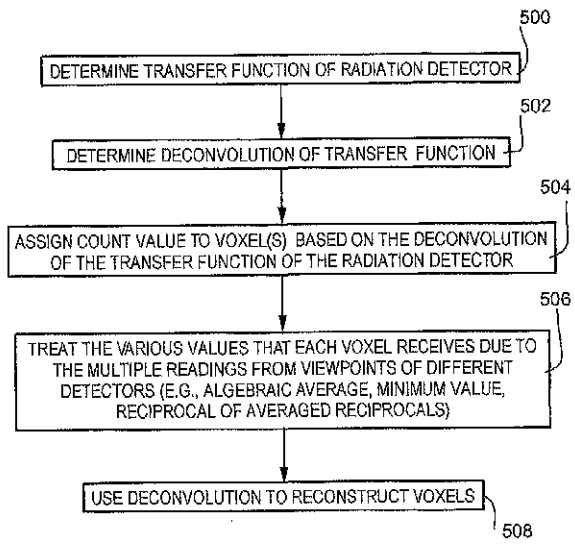 500
DETERMINE TRANSFER FUNCTION OF RADIATION DETECTOR
502
DETERMINE DECONVOLUTION OF TRANSFER FUNCTION
504
ASSIGN COUNT VALUE TO VOXEL(S) BASED ON THE DECONVOLUTION
OF THE TRANSFER FUNCTION OF THE RADIATION DETECTOR
506
TREAT THE VARIOUS VALUES THAT EACH VOXEL RECEIVES DUE TO
THE MULTIPLE READINGS FROM VIEWPOINTS OF DIFFERENT
DETECTORS (E.G., ALGEBRAIC AVERAGE, MINIMUM VALUE,
RECIPROCAL OF AVERAGED RECIPROCALS)
USE DECONVOLUTION TO RECONSTRUCT VOXELS
508